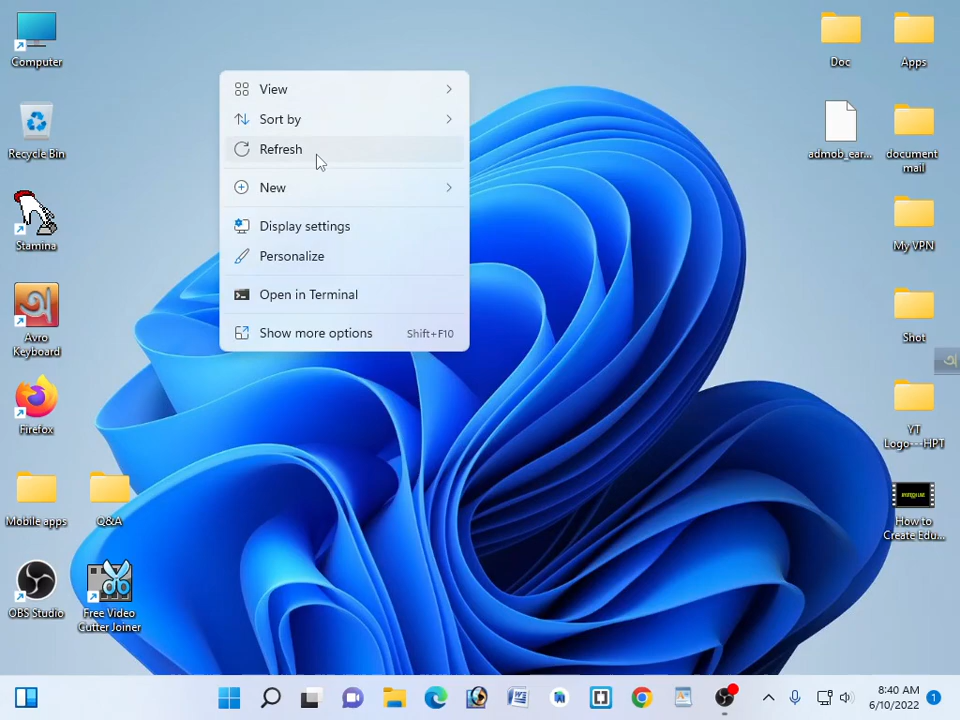 Computer
Recycle Bin
Stamina
Avro
Keyboard
Firefox
Mobile apps
Q&A
OBS Studio
Free Video
Cutter Joiner
View
Sort by
Refresh
New
Display settings
Personalize
Open in Terminal
Show more options Shift+F10
Doc
Apps
admob_ear...
document
mail
My VPN
Shot
YT
Logo---HPT
How to
Create Edu...
অ
8:40 AM
6/10/2022
1